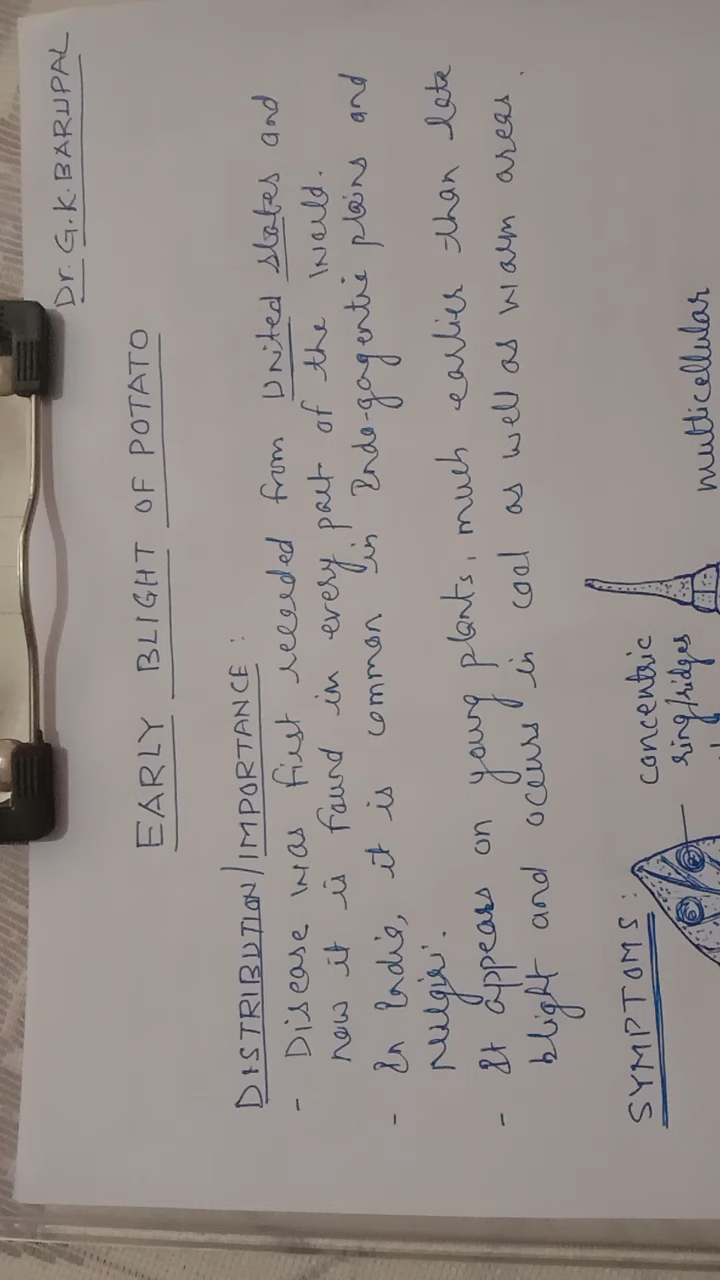 Dr. G.K. BARUPAL
EARLY BLIGHT OF POTATO
DISTRIBUTION/IMPORTANCE:
- Disease was first recorded from United states and
now it is found in every part of the world.
- In India, it is common in Indo-gangentic plains and
Nilgiri.
- It appears on young plants, much earlier than late
blight and occurs in cool as well as warm areas.
SYMPTOMS:
concentric
ring/ridges
multicellular